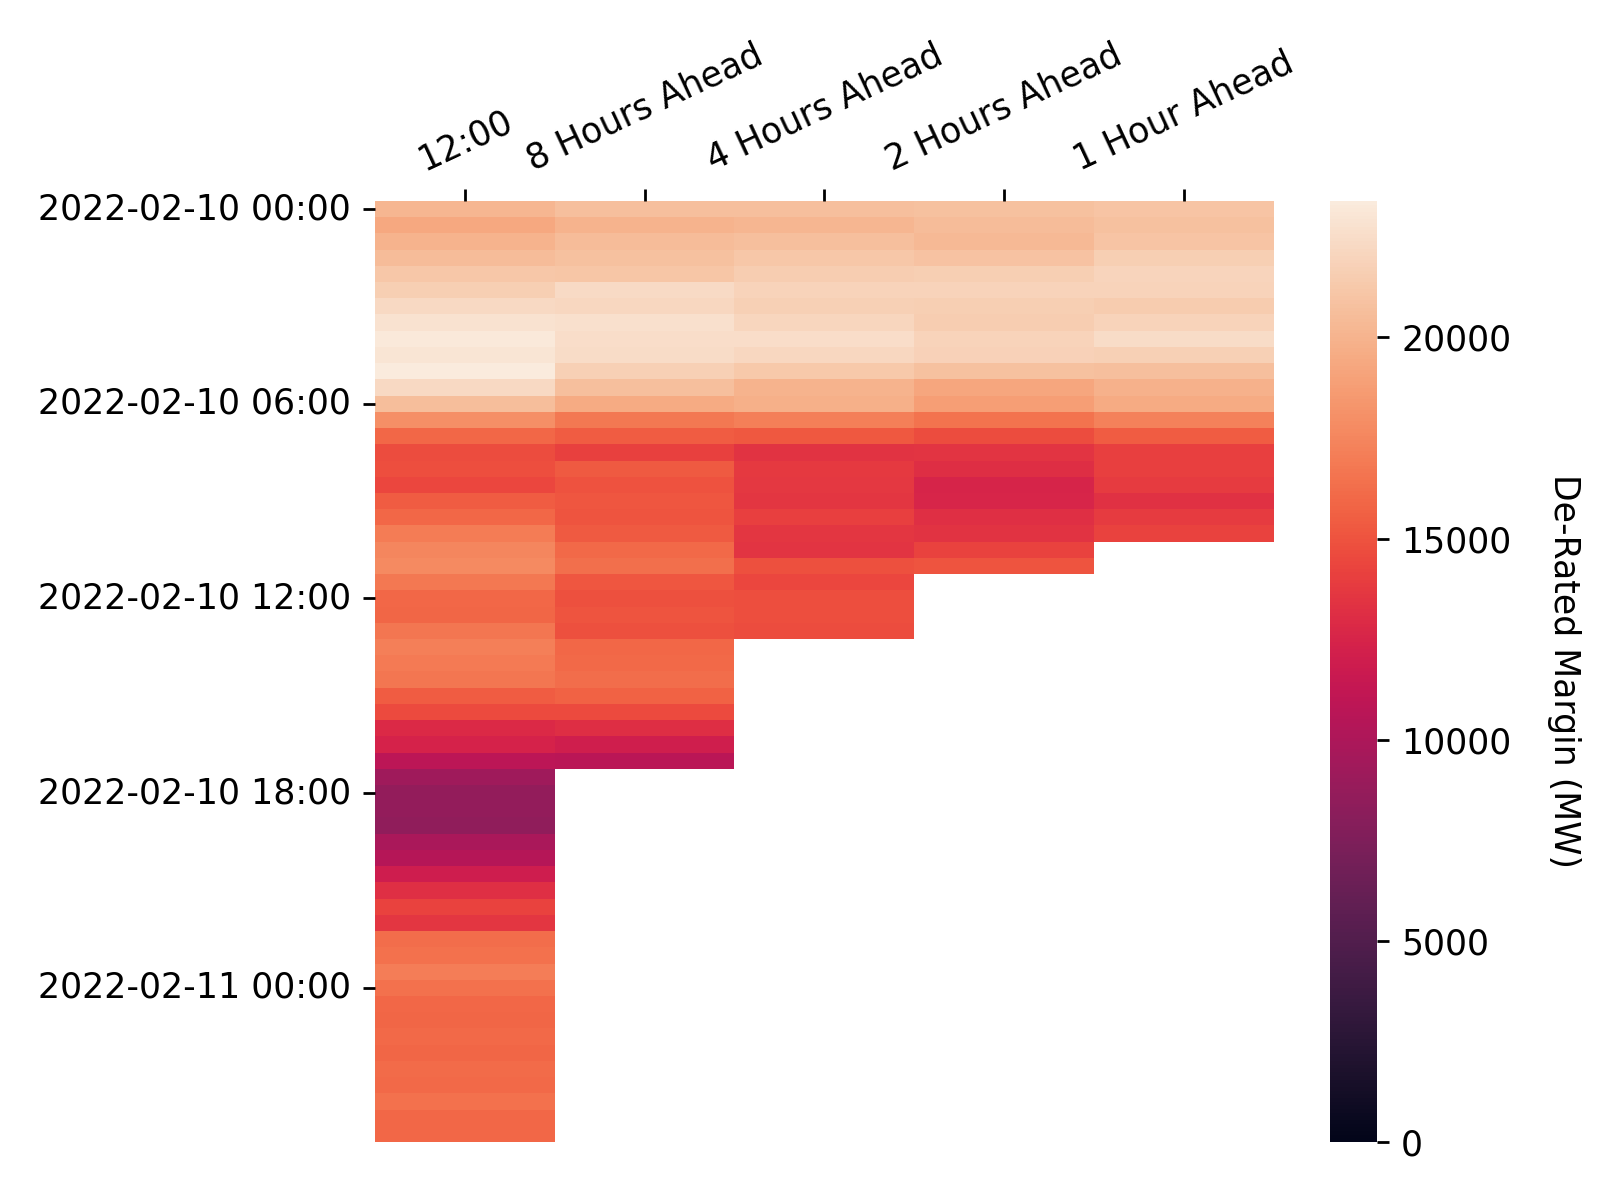 12:00
8 Hours Ahead
4 Hours Ahead
2 Hours Ahead
1 Hour Ahead
2022-02-10 00:00
2022-02-10 06:00
2022-02-10 12:00
2022-02-10 18:00
2022-02-11 00:00
20000
15000
10000
5000
0
De-Rated Margin (MW)